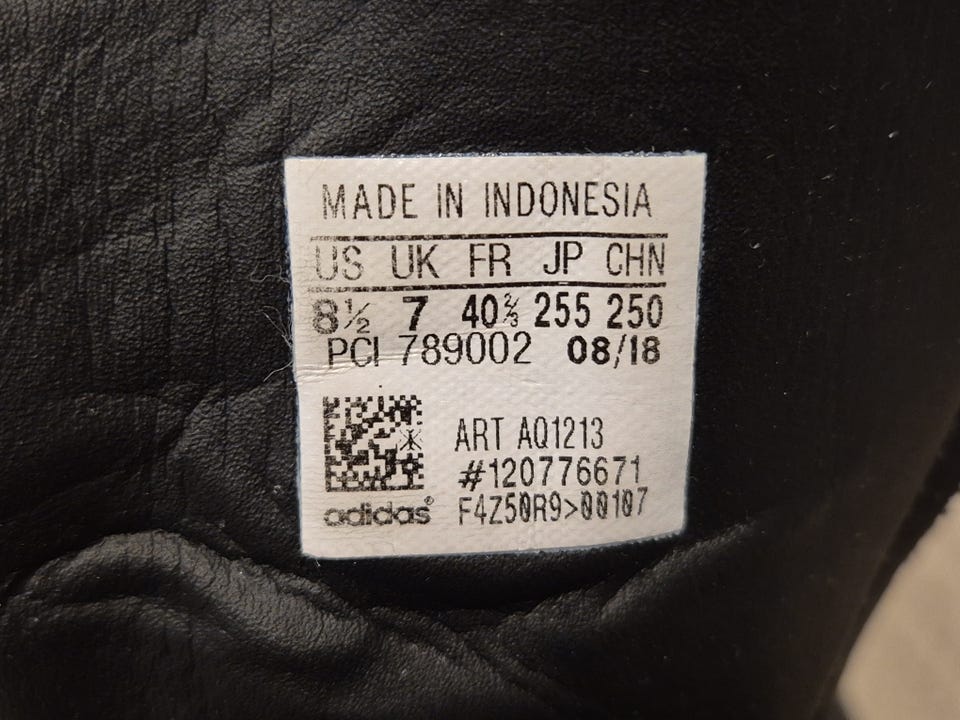 MADE IN INDONESIA
US UK FR JP CHN
8½ 7 40⅔ 255 250
PCI 789002 08/18
ART AQ1213
#120776671
adidas® F4Z50R9>00107